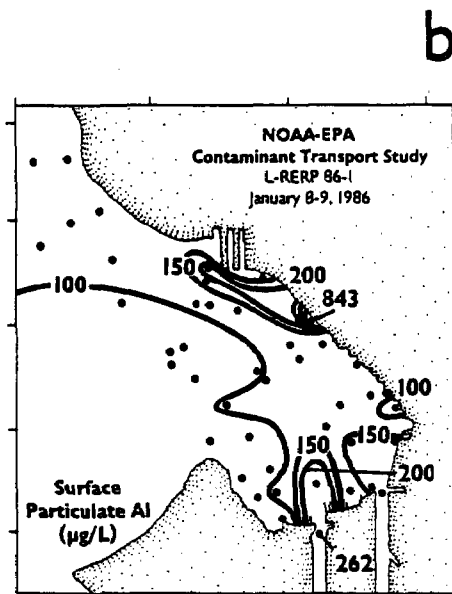 b
NOAA-EPA
Contaminant Transport Study
L-RERP 86-1
January 8-9, 1986
150
200
100
843
100
150
150
200
Surface
Particulate Al
(μg/L)
262